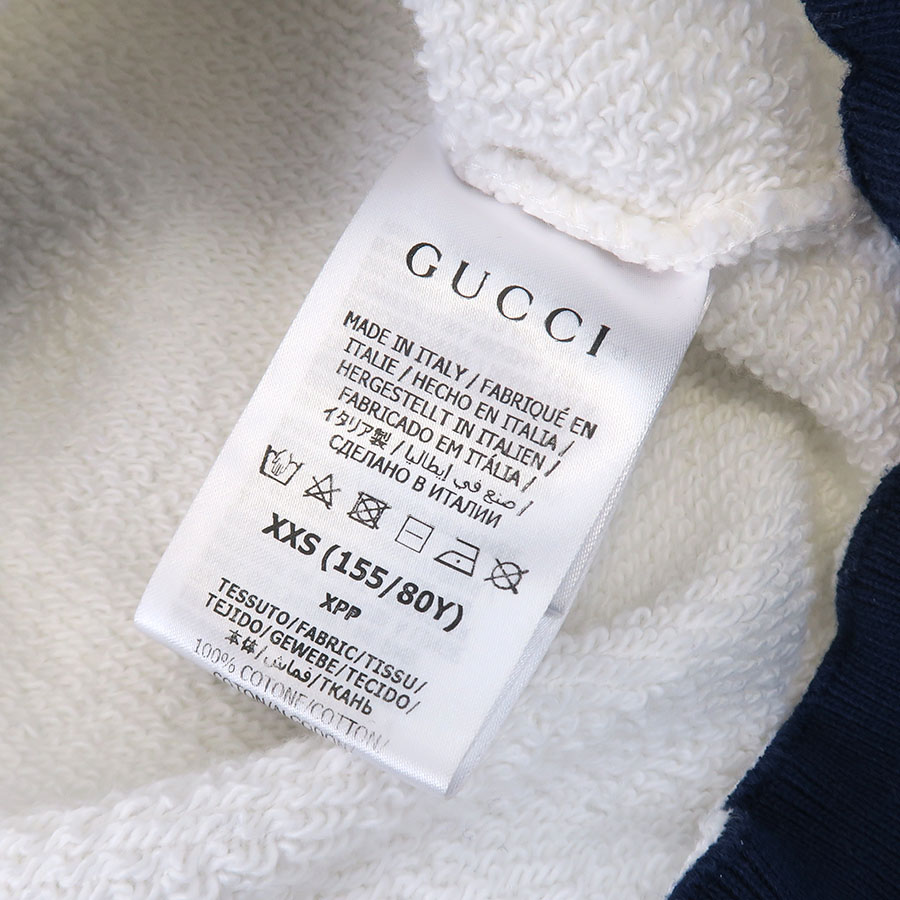 GUCCI
MADE IN ITALY / FABRIQUÉ EN
ITALIE / HECHO EN ITALIA /
HERGESTELLT IN ITALIEN /
FABRICADO EM ITÁLIA /
イタリア製 / صنع في إيطاليا /
СДЕЛАНО В ИТАЛИИ
XXS (155/80Y)
TESSUTO/FABRIC/TISSU/
TEJIDO/GEWEBE/TECIDO/
本体/قماش/ТКАНЬ
100% COTONE/COTTON/